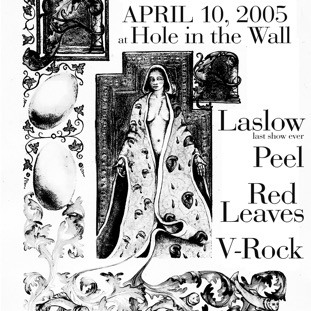 APRIL 10, 2005
at Hole in the Wall
Laslow
last show ever
Peel
Red
Leaves
V-Rock